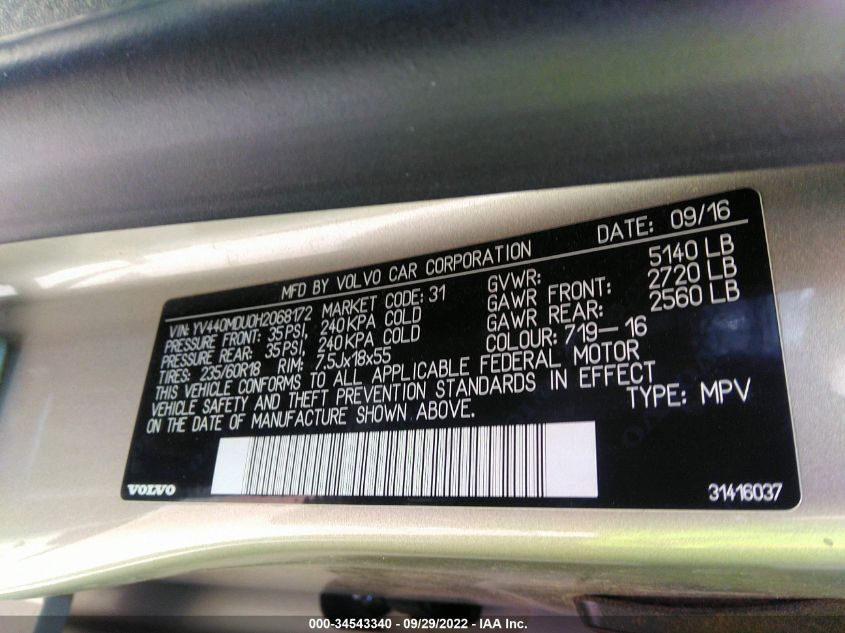 MFD BY VOLVO CAR CORPORATION DATE: 09/16
VIN: YV440MDU0H2068172 MARKET CODE: 31 GVWR: 5140 LB
PRESSURE FRONT: 35 PSI, 240 KPA COLD GAWR FRONT: 2720 LB
PRESSURE REAR: 35 PSI, 240 KPA COLD GAWR REAR: 2560 LB
TIRES: 235/60R18 RIM: 7.5Jx18x55 COLOUR: 719-16
THIS VEHICLE CONFORMS TO ALL APPLICABLE FEDERAL MOTOR
VEHICLE SAFETY AND THEFT PREVENTION STANDARDS IN EFFECT
ON THE DATE OF MANUFACTURE SHOWN ABOVE. TYPE: MPV
VOLVO 31416037
000-34543340 - 09/29/2022 - IAA Inc.